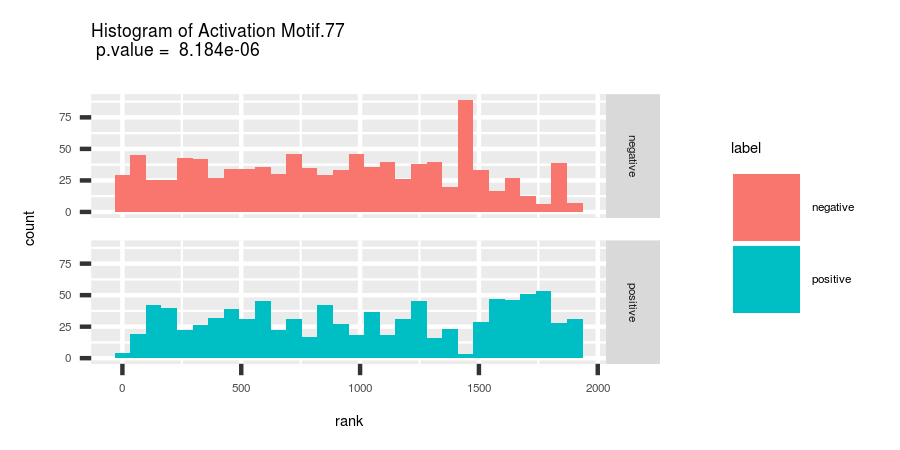 Histogram of Activation Motif.77
p.value = 8.184e-06
count
75
50
25
0
negative
75
50
25
0
positive
0 500 1000 1500 2000
rank
label
negative
positive